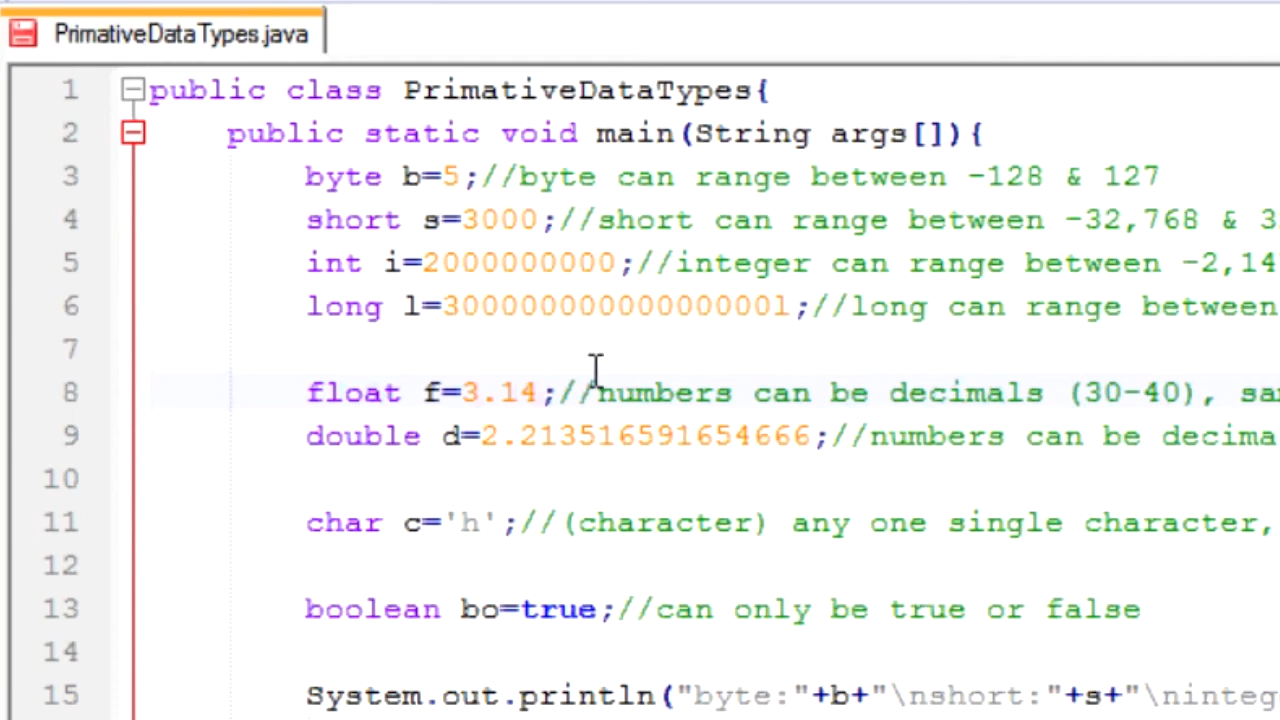 PrimativeDataTypes.java
1 public class PrimativeDataTypes{
2 public static void main(String args[]){
3 byte b=5;//byte can range between -128 & 127
4 short s=3000;//short can range between -32,768 & 3
5 int i=2000000000;//integer can range between -2,14
6 long l=300000000000000000l;//long can range between
7
8 float f=3.14;//numbers can be decimals (30-40), sa
9 double d=2.213516591654666;//numbers can be decima
10
11 char c='h';//(character) any one single character,
12
13 boolean bo=true;//can only be true or false
14
15 System.out.println("byte:"+b+"\nshort:"+s+"\ninteg